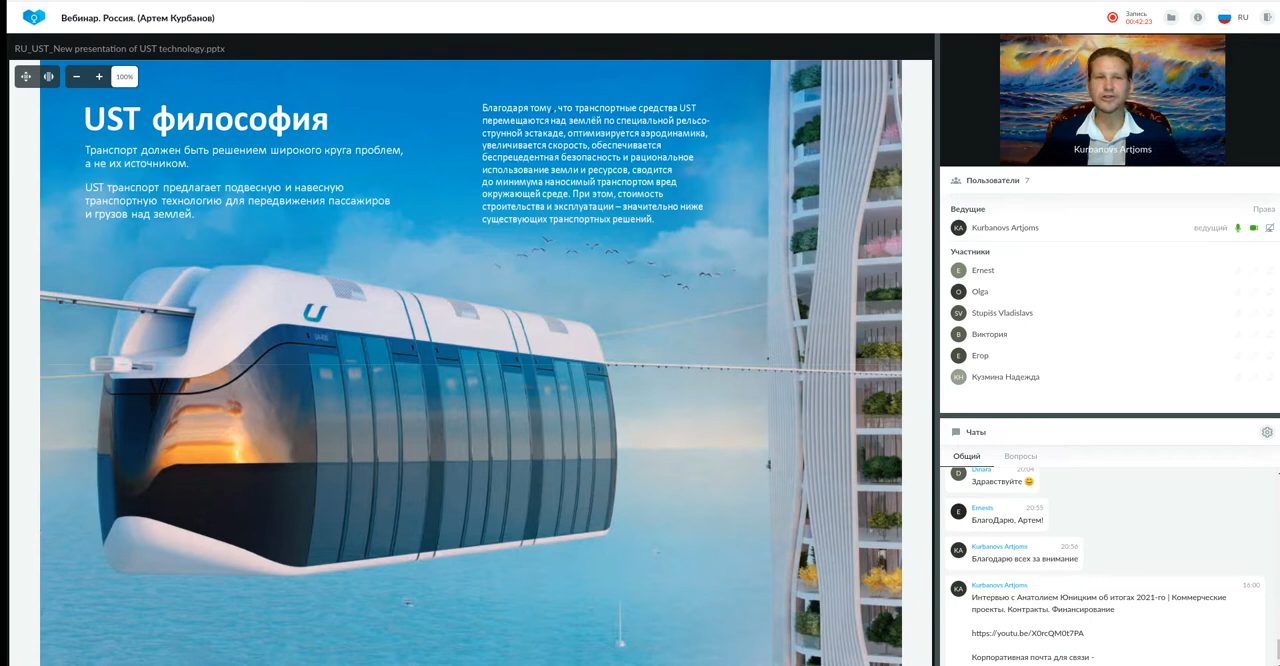 Вебинар. Россия. (Артем Курбанов)
Запись
00:42:23
RU
RU_UST_New presentation of UST technology.pptx
100%
UST философия
Транспорт должен быть решением широкого круга проблем,
а не их источником.
UST транспорт предлагает подвесную и навесную
транспортную технологию для передвижения пассажиров
и грузов над землей.
Благодаря тому , что транспортные средства UST
перемещаются над землёй по специальной рельсо-
струнной эстакаде, оптимизируется аэродинамика,
увеличивается скорость, обеспечивается
беспрецедентная безопасность и рациональное
использование земли и ресурсов, сводится
до минимума наносимый транспортом вред
окружающей среде. При этом, стоимость
строительства и эксплуатации – значительно ниже
существующих транспортных решений.
U
Kurbanovs Artjoms
Пользователи 7
Ведущие Права
KA Kurbanovs Artjoms ведущий
Участники
E Ernest
O Olga
SV Stupišs Vladislavs
В Виктория
Е Егор
КН Кузмина Надежда
Чаты
Общий Вопросы
D Dinara 20:04
Здравствуйте 😊
E Ernests 20:55
БлагоДарю, Артем!
KA Kurbanovs Artjoms 20:56
Благодарю всех за внимание
KA Kurbanovs Artjoms 16:00
Интервью с Анатолием Юницким об итогах 2021-го | Коммерческие
проекты. Контракты. Финансирование
https://youtu.be/X0rcQM0t7PA
Корпоративная почта для связи -